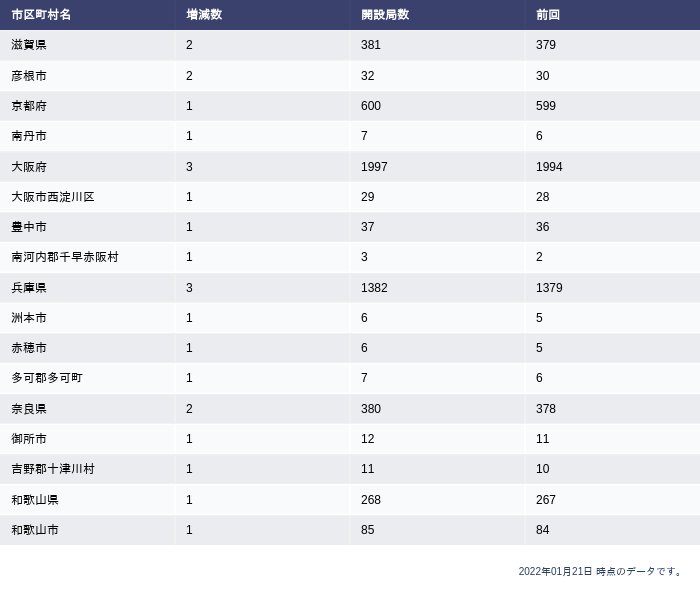 市区町村名 増減数 開設局数 前回
滋賀県 2 381 379
彦根市 2 32 30
京都府 1 600 599
南丹市 1 7 6
大阪府 3 1997 1994
大阪市西淀川区 1 29 28
豊中市 1 37 36
南河内郡千早赤阪村 1 3 2
兵庫県 3 1382 1379
洲本市 1 6 5
赤穂市 1 6 5
多可郡多可町 1 7 6
奈良県 2 380 378
御所市 1 12 11
吉野郡十津川村 1 11 10
和歌山県 1 268 267
和歌山市 1 85 84
2022年01月21日 時点のデータです。